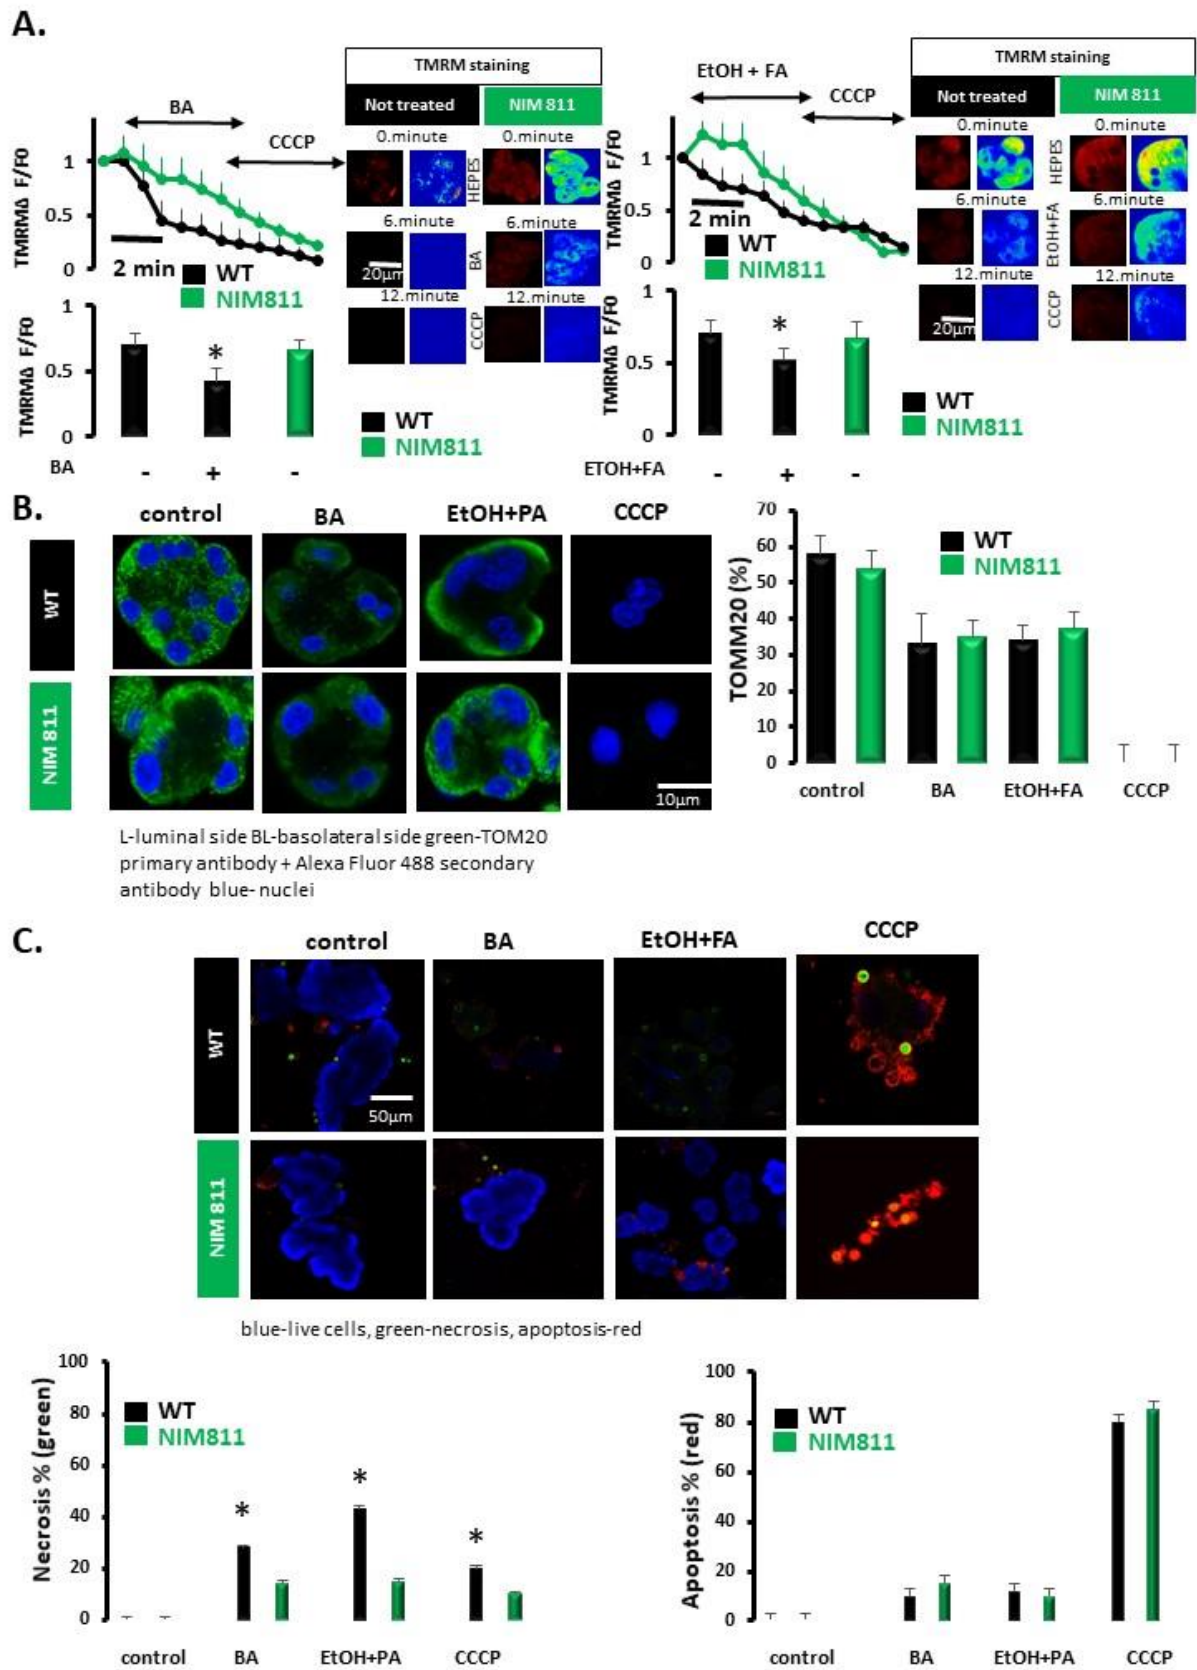 A.
BA
CCCP
TMRM staining
Not treated
NIM 811
0.minute
0.minute
HEPES
6.minute
6.minute
20µm
BA
12.minute
12.minute
CCCP
TMRMΔ F/F0
1
0.5
0
2 min
WT
NIM811
TMRMΔ F/F0
1
0.5
0
BA
-
*
+
-
WT
NIM811
EtOH + FA
CCCP
TMRM staining
Not treated
NIM 811
0.minute
0.minute
HEPES
6.minute
6.minute
EtOH+FA
12.minute
12.minute
20µm
CCCP
TMRMΔ F/F0
1
0.5
0
2 min
WT
NIM811
TMRMΔ F/F0
1
0.5
0
*
ETOH+FA
-
+
-
WT
NIM811
B.
control
BA
EtOH+PA
CCCP
WT
NIM 811
10µm
L-luminal side BL-basolateral side green-TOM20
primary antibody + Alexa Fluor 488 secondary
antibody blue- nuclei
TOMM20 (%)
70
60
50
40
30
20
10
0
WT
NIM811
control
BA
EtOH+FA
CCCP
C.
control
BA
EtOH+FA
CCCP
WT
50µm
NIM 811
blue-live cells, green-necrosis, apoptosis-red
Necrosis % (green)
100
80
60
40
20
0
WT
NIM811
*
*
*
control
BA
EtOH+PA
CCCP
Apoptosis % (red)
100
80
60
40
20
0
WT
NIM811
control
BA
EtOH+PA
CCCP